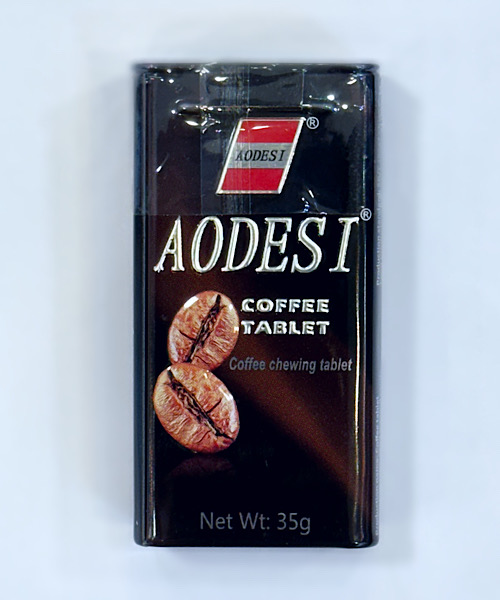 AODESI
®
AODESI®
COFFEE
TABLET
Coffee chewing tablet
Net Wt: 35g